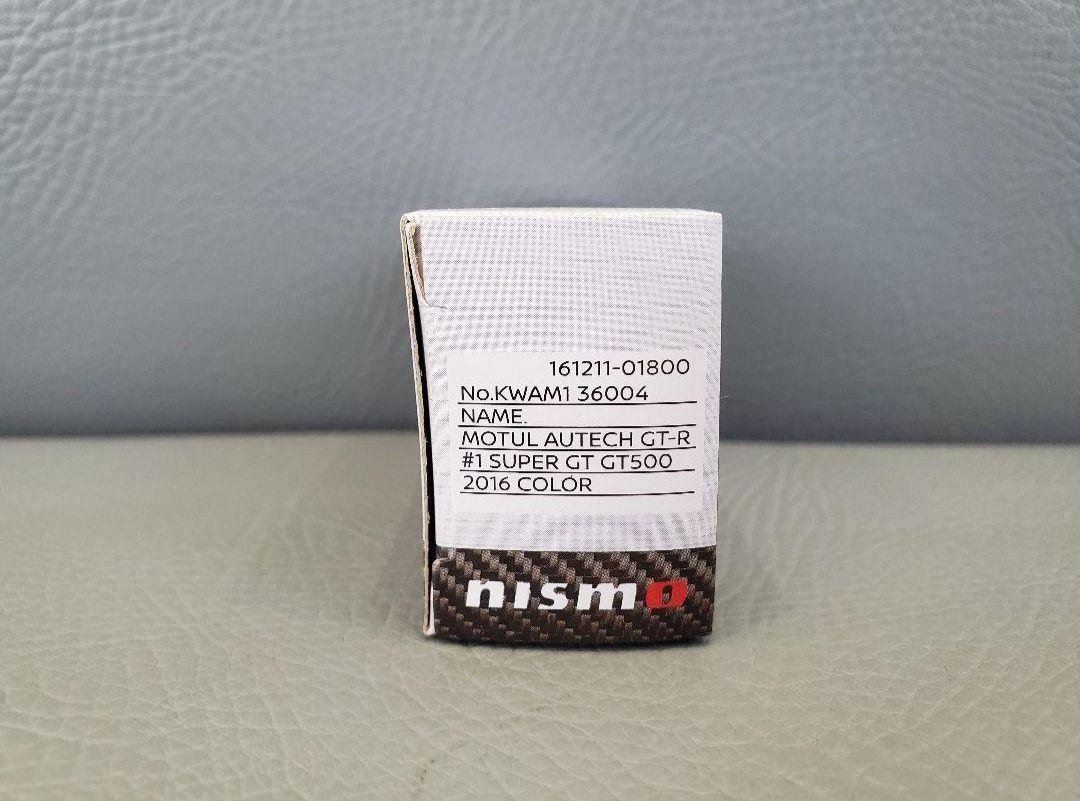 161211-01800
No.KWAM1 36004
NAME.
MOTUL AUTECH GT-R
#1 SUPER GT GT500
2016 COLOR
nismo